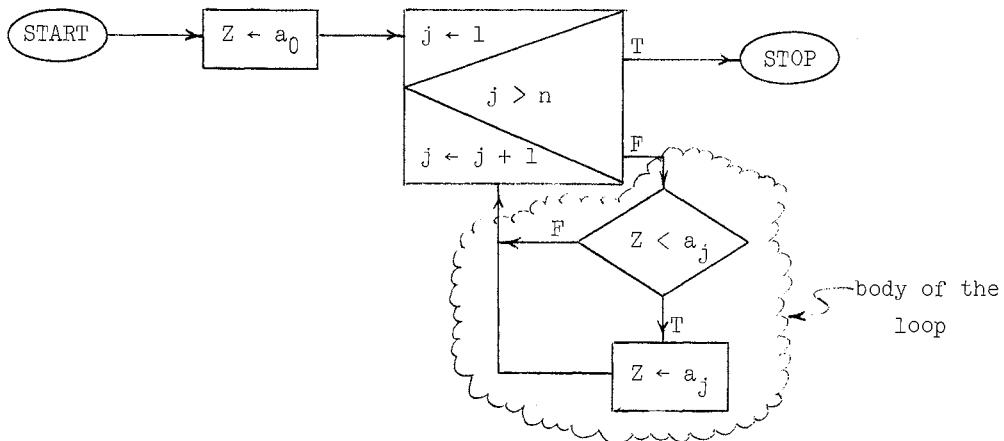 START
Z ← a₀
j ← 1
j > n
j ← j + 1
T
STOP
F
Z < aⱼ
F
T
Z ← aⱼ
body of the
loop